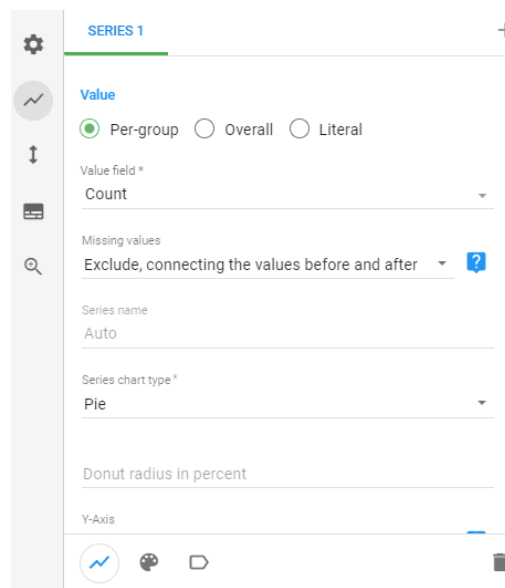 SERIES 1
Value
Per-group Overall Literal
Value field *
Count
Missing values
Exclude, connecting the values before and after
?
Series name
Auto
Series chart type *
Pie
Donut radius in percent
Y-Axis